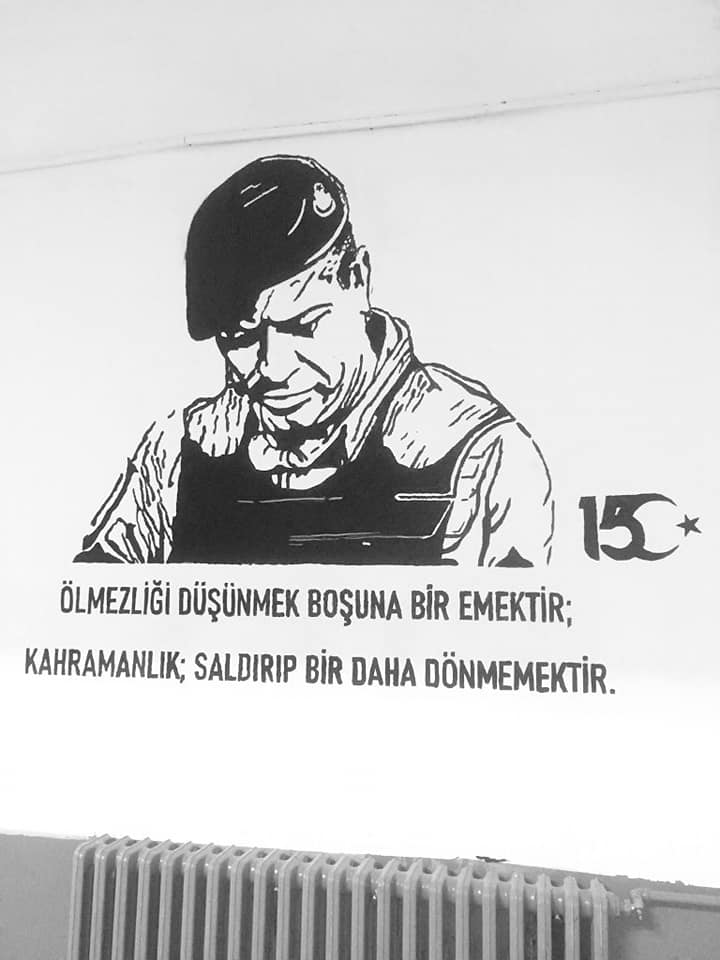 15
ÖLMEZLİĞİ DÜŞÜNMEK BOŞUNA BİR EMEKTİR;
KAHRAMANLIK; SALDIRIP BİR DAHA DÖNMEMEKTİR.